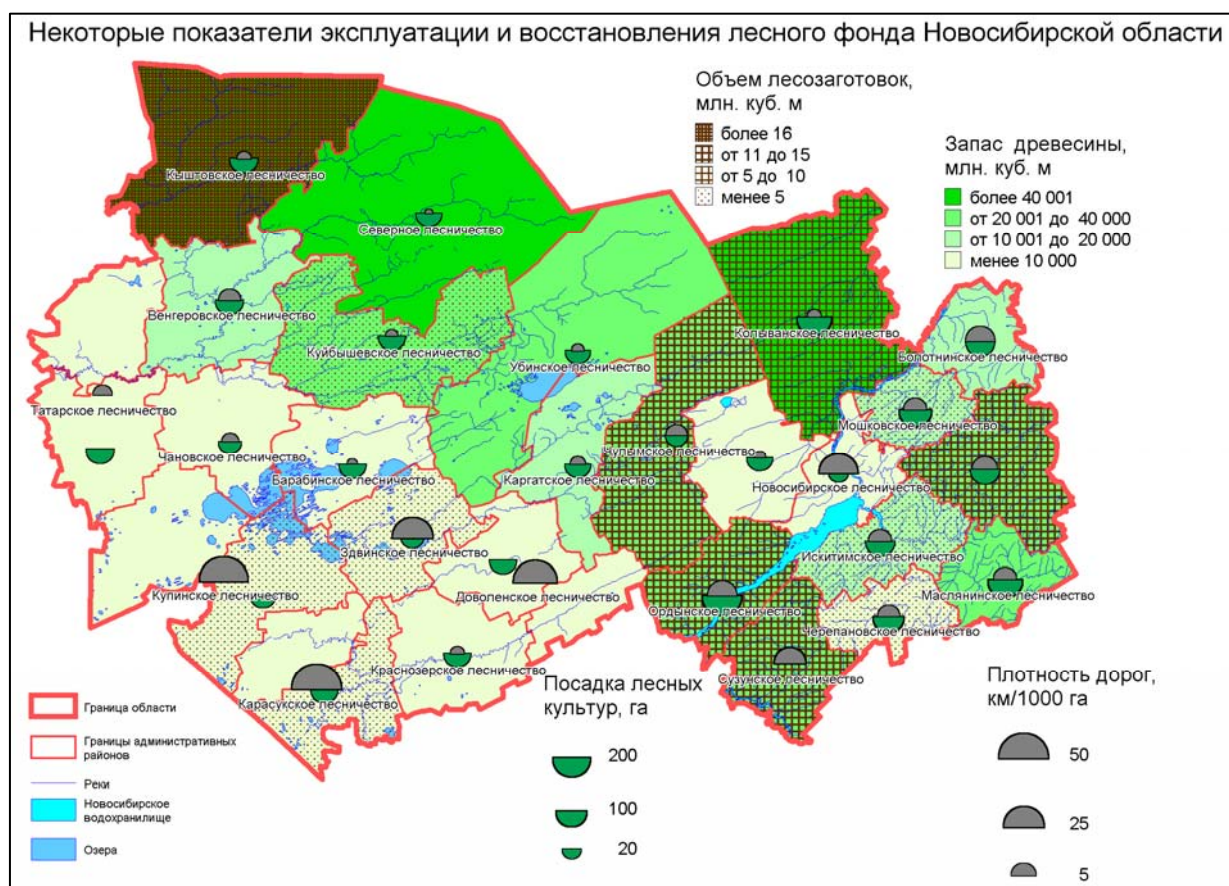 Некоторые показатели эксплуатации и восстановления лесного фонда Новосибирской области
Объем лесозаготовок,
млн. куб. м
более 16
от 11 до 15
от 5 до 10
менее 5
Запас древесины,
млн. куб. м
более 40 001
от 20 001 до 40 000
от 10 001 до 20 000
менее 10 000
Кыштовское лесничество
Северное лесничество
Венгеровское лесничество
Куйбышевское лесничество
Убинское лесничество
Колыванское лесничество
Болотнинское лесничество
Татарское лесничество
Мошковское лесничество
Чановское лесничество
Барабинское лесничество
Каргатское лесничество
Чулымское лесничество
Новосибирское лесничество
Здвинское лесничество
Искитимское лесничество
Купинское лесничество
Доволенское лесничество
Ордынское лесничество
Маслянинское лесничество
Черепановское лесничество
Краснозерское лесничество
Сузунское лесничество
Карасукское лесничество
Граница области
Границы административных
районов
Реки
Новосибирское
водохранилище
Озера
Посадка лесных
культур, га
200
100
20
Плотность дорог,
км/1000 га
50
25
5